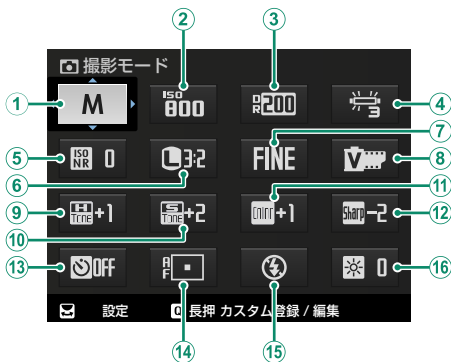 ② ③
撮影モード
① M ISO 800 DR 200 3 ④
⑦
⑤ ISO NR 0 L 3:2 FINE V ⑧
⑥ ⑪
⑨ H TONE +1 S TONE +2 Color +1 Sharp -2 ⑫
⑩
⑬ OFF AF 0 ⑯
設定 Q 長押 カスタム登録 / 編集
⑭ ⑮